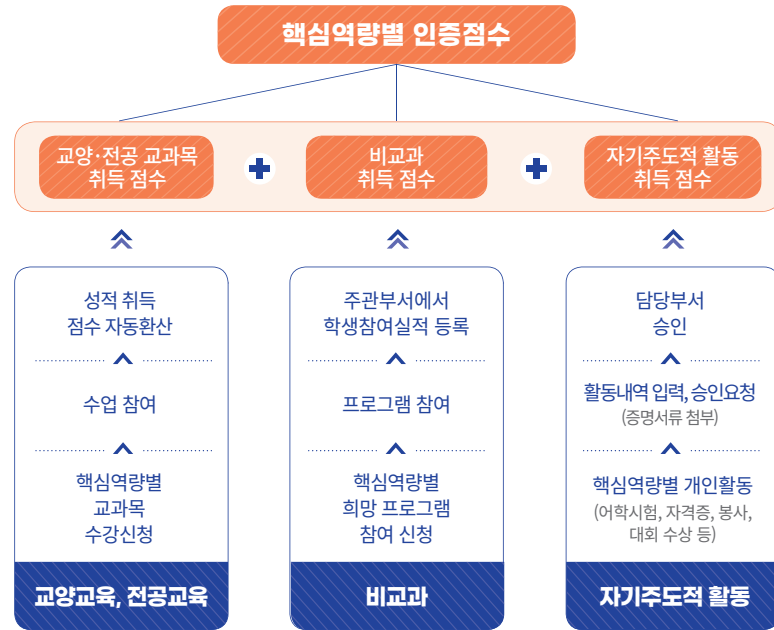 핵심역량별 인증점수
교양·전공 교과목
취득 점수
비교과
취득 점수
자기주도적 활동
취득 점수
성적 취득
점수 자동환산
수업 참여
핵심역량별
교과목
수강신청
교양교육, 전공교육
주관부서에서
학생참여실적 등록
프로그램 참여
핵심역량별
희망 프로그램
참여 신청
비교과
담당부서
승인
활동내역 입력, 승인요청
(증명서류 첨부)
핵심역량별 개인활동
(어학시험, 자격증, 봉사,
대회 수상 등)
자기주도적 활동